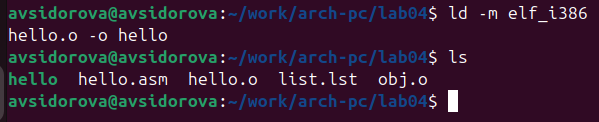 avsidorova@avsidorova:~/work/arch-pc/lab04$ ld -m elf_i386
hello.o -o hello
avsidorova@avsidorova:~/work/arch-pc/lab04$ ls
hello  hello.asm  hello.o  list.lst  obj.o
avsidorova@avsidorova:~/work/arch-pc/lab04$